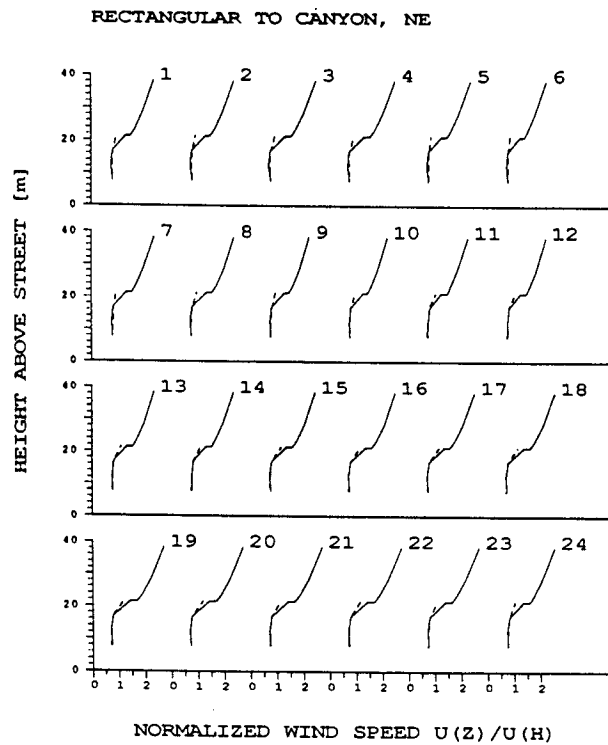 RECTANGULAR TO CANYON, NE
HEIGHT ABOVE STREET [m]
40 1 2 3 4 5 6
20
0
40 7 8 9 10 11 12
20
0
40 13 14 15 16 17 18
20
0
40 19 20 21 22 23 24
20
0
0 1 2 0 1 2 0 1 2 0 1 2 0 1 2 0 1 2
NORMALIZED WIND SPEED U(Z)/U(H)